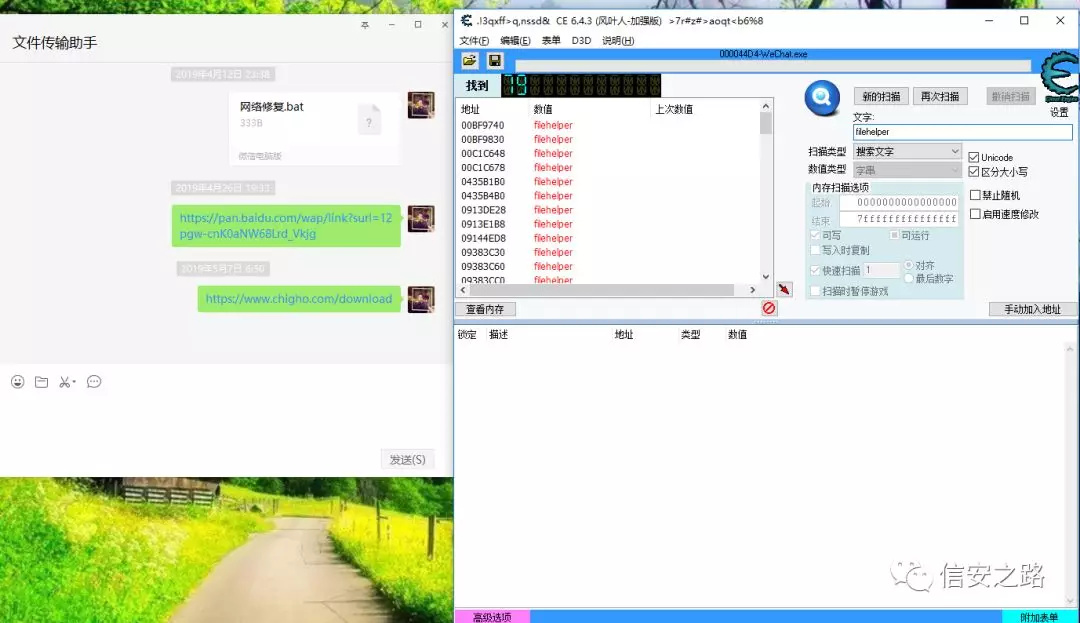 文件传输助手
2019年4月12日 23:48
网络修复.bat
333B
微信电脑版
2019年4月26日 19:33
https://pan.baidu.com/wap/link?surl=12
pgw-cnK0aNW68Lrd_Vkjg
2019年5月7日 6:50
https://www.chigho.com/download
发送(S)
.!3qxff>q,nssd& CE 6.4.3 (风叶人-加强版) >7r#z#>aoqt<b6%8
文件(F) 编辑(E) 表单 D3D 说明(H)
000044D4-WeChat.exe
找到 19
地址 数值 上次数值
00BF9740 filehelper
00BF9830 filehelper
00C1C648 filehelper
00C1C678 filehelper
0435B1B0 filehelper
0435B4B0 filehelper
0913DE28 filehelper
0913E1B8 filehelper
09144ED8 filehelper
09383C30 filehelper
09383C60 filehelper
09383CC0 filehelper
查看内存
新的扫描 再次扫描 撤销扫描
设置
文字:
filehelper
扫描类型 搜索文字
数值类型 字串
Unicode
区分大小写
内存扫描选项
起始 0000000000000000
结束 7fffffffffffffff
可写 可运行
写入时复制
快速扫描 1 对齐
最后数字
扫描时暂停游戏
禁止随机
启用速度修改
手动加入地址
锁定 描述 地址 类型 数值
信安之路
高级选项 附加表单